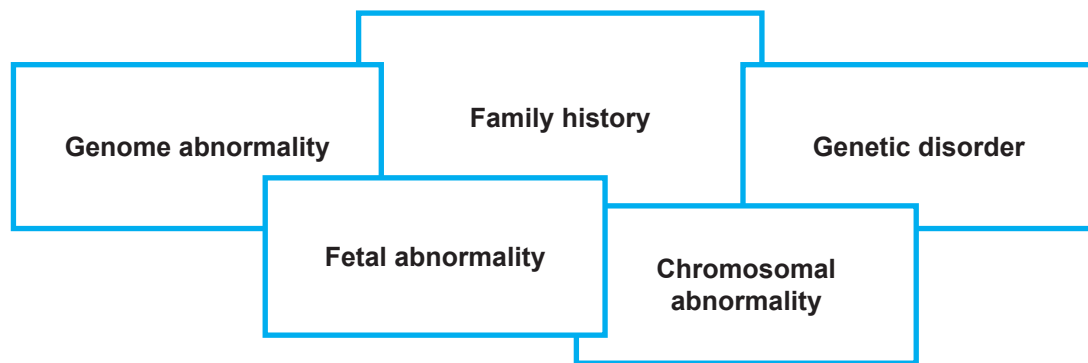 Family history
Genome abnormality
Genetic disorder
Fetal abnormality
Chromosomal
abnormality